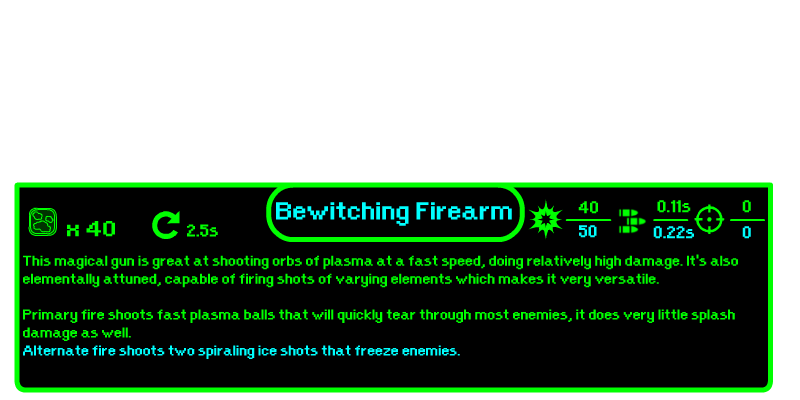 Bewitching Firearm
x 40
2.5s
40
50
0.11s
0.22s
0
0
This magical gun is great at shooting orbs of plasma at a fast speed, doing relatively high damage. It's also
elementally attuned, capable of firing shots of varying elements which makes it very versatile.
Primary fire shoots fast plasma balls that will quickly tear through most enemies, it does very little splash
damage as well.
Alternate fire shoots two spiraling ice shots that freeze enemies.